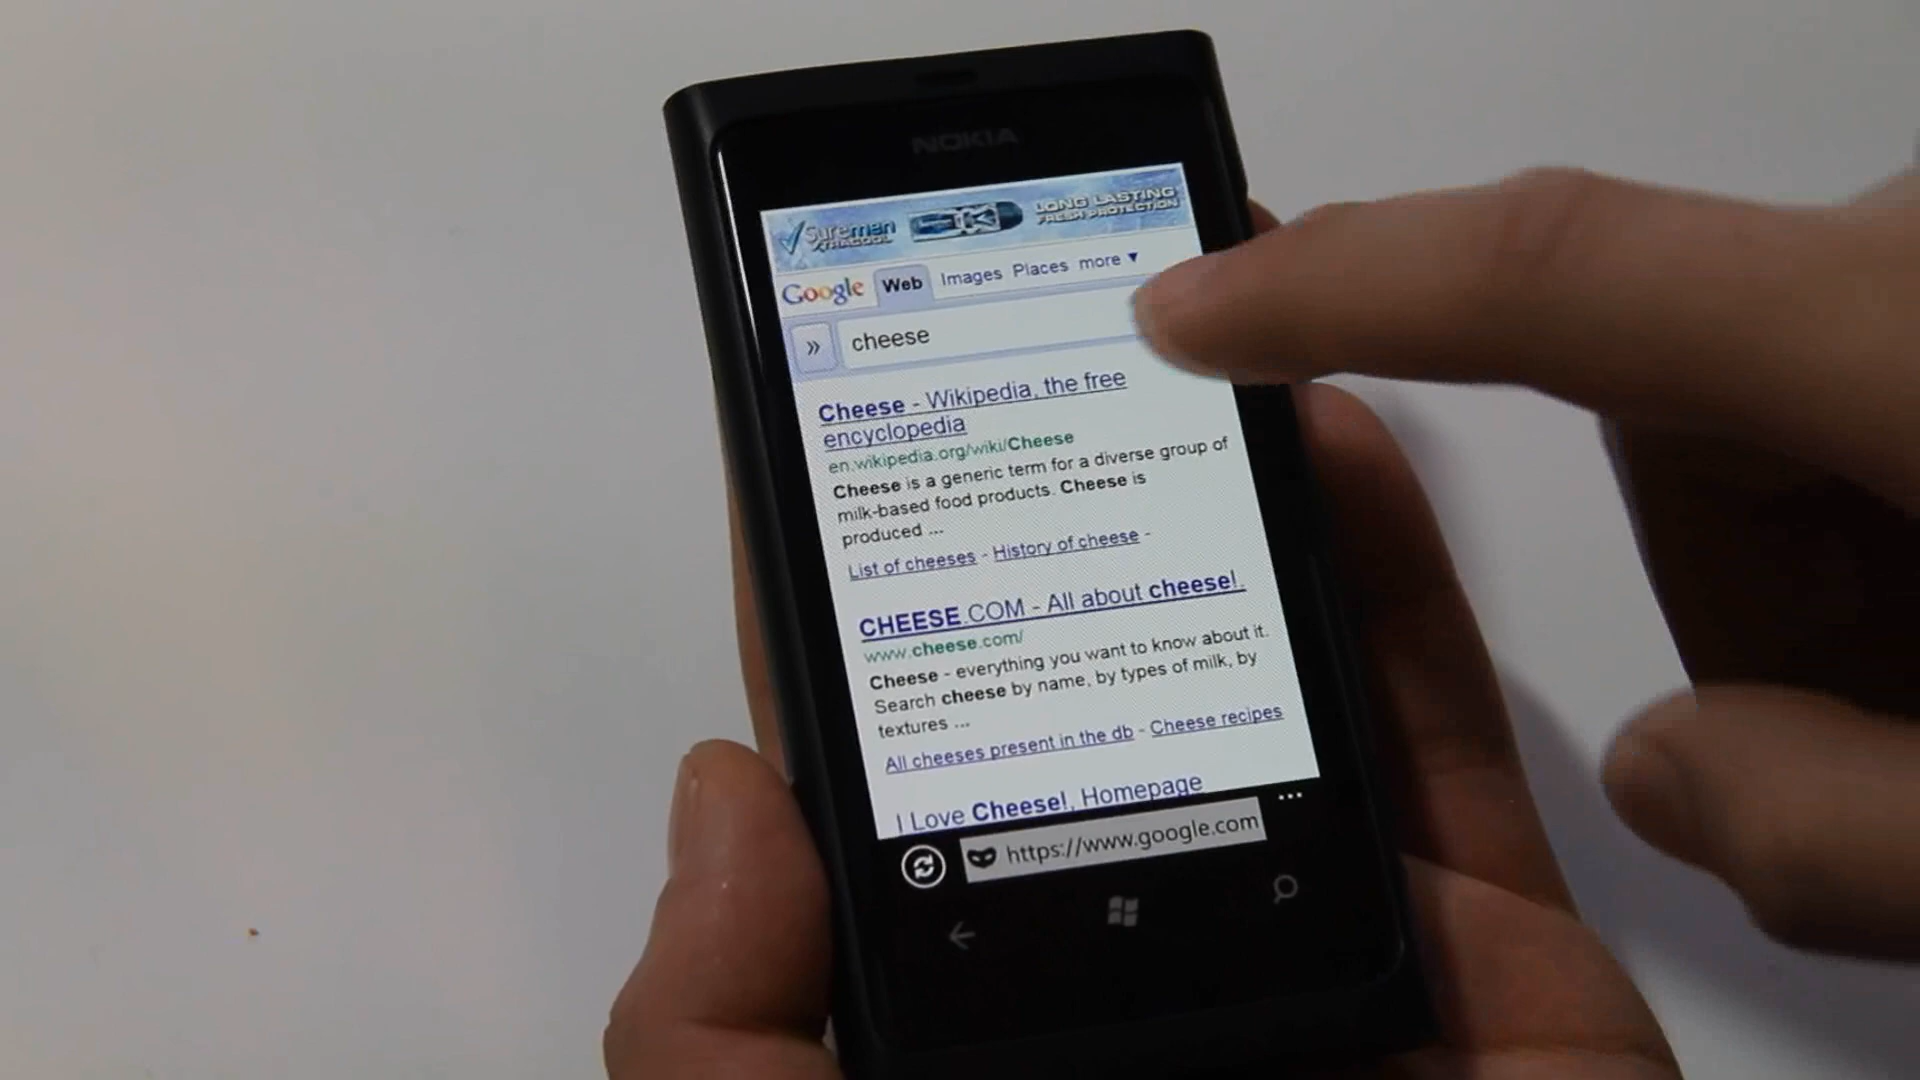 NOKIA
Sureman
XTRACOOL
LONG LASTING
FRESH PROTECTION
Google Web Images Places more ▼
» cheese
Cheese - Wikipedia, the free
encyclopedia
en.wikipedia.org/wiki/Cheese
Cheese is a generic term for a diverse group of
milk-based food products. Cheese is
produced ...
List of cheeses - History of cheese -
CHEESE.COM - All about cheese!.
www.cheese.com/
Cheese - everything you want to know about it.
Search cheese by name, by types of milk, by
textures ...
All cheeses present in the db - Cheese recipes
I Love Cheese!, Homepage
https://www.google.com